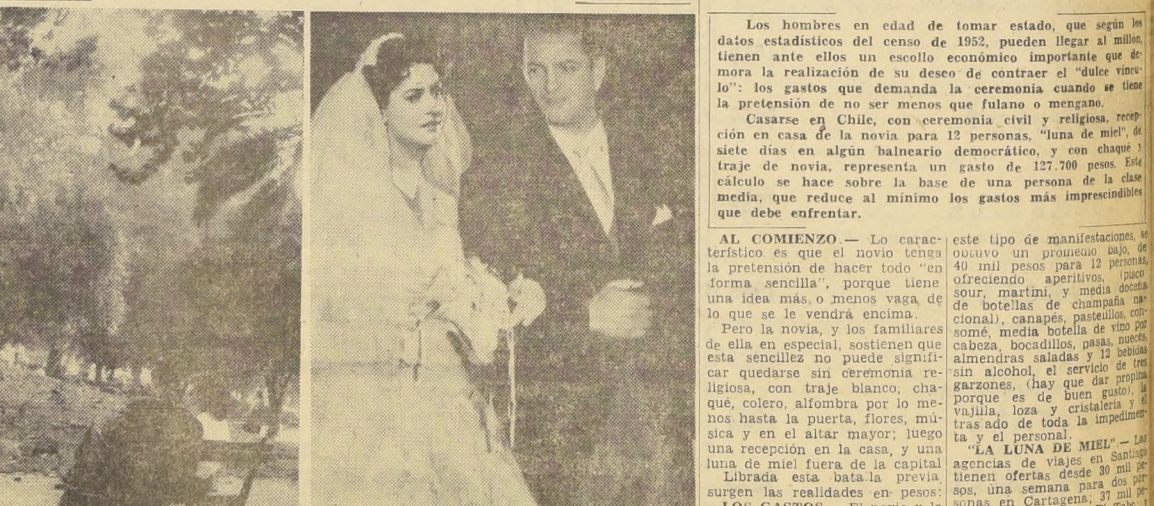 Los hombres en edad de tomar estado, que según los
datos estadísticos del censo de 1952, pueden llegar al millón,
tienen ante ellos un escollo económico importante que de-
mora la realización de su deseo de contraer el "dulce víncu-
lo": los gastos que demanda la ceremonia cuando se tiene
la pretensión de no ser menos que fulano o mengano.
Casarse en Chile, con ceremonia civil y religiosa, recep-
ción en casa de la novia para 12 personas, "luna de miel", de
siete días en algún balneario democrático, y con chaqué y
traje de novia, representa un gasto de 127.700 pesos. Este
cálculo se hace sobre la base de una persona de la clase
media, que reduce al mínimo los gastos más imprescindibles
que debe enfrentar.
AL COMIENZO.— Lo carac-
terístico es que el novio tenga
la pretensión de hacer todo "en
forma sencilla", porque tiene
una idea más o menos vaga de
lo que se le vendrá encima.
Pero la novia, y los familiares
de ella en especial, sostienen que
esta sencillez no puede signifi-
car quedarse sin ceremonia re-
ligiosa, con traje blanco, cha-
qué, colero, alfombra por lo me-
nos hasta la puerta, flores, mú-
sica y en el altar mayor; luego
una recepción en la casa, y una
luna de miel fuera de la capital
Librada esta batalla previa,
surgen las realidades en pesos:
este tipo de manifestaciones, se
obtuvo un promedio bajo, de
40 mil pesos para 12 personas,
ofreciendo aperitivos, (pisco
sour, martini, y media docena
de botellas de champaña na-
cional), canapés, pastelillos, con-
somé, media botella de vino por
cabeza, bocadillos, pasas, nueces,
almendras saladas y 12 bebidas
sin alcohol, el servicio de tres
garzones, (hay que dar propina
porque es de buen gusto), la
vajilla, loza y cristalería y el
traslado de toda la impedimen-
ta y el personal.
"LA LUNA DE MIEL".— Las
agencias de viajes en Santiago
tienen ofertas desde 30 mil pe-
sos, una semana para dos per-
sonas en Cartagena; 37 mil pe-